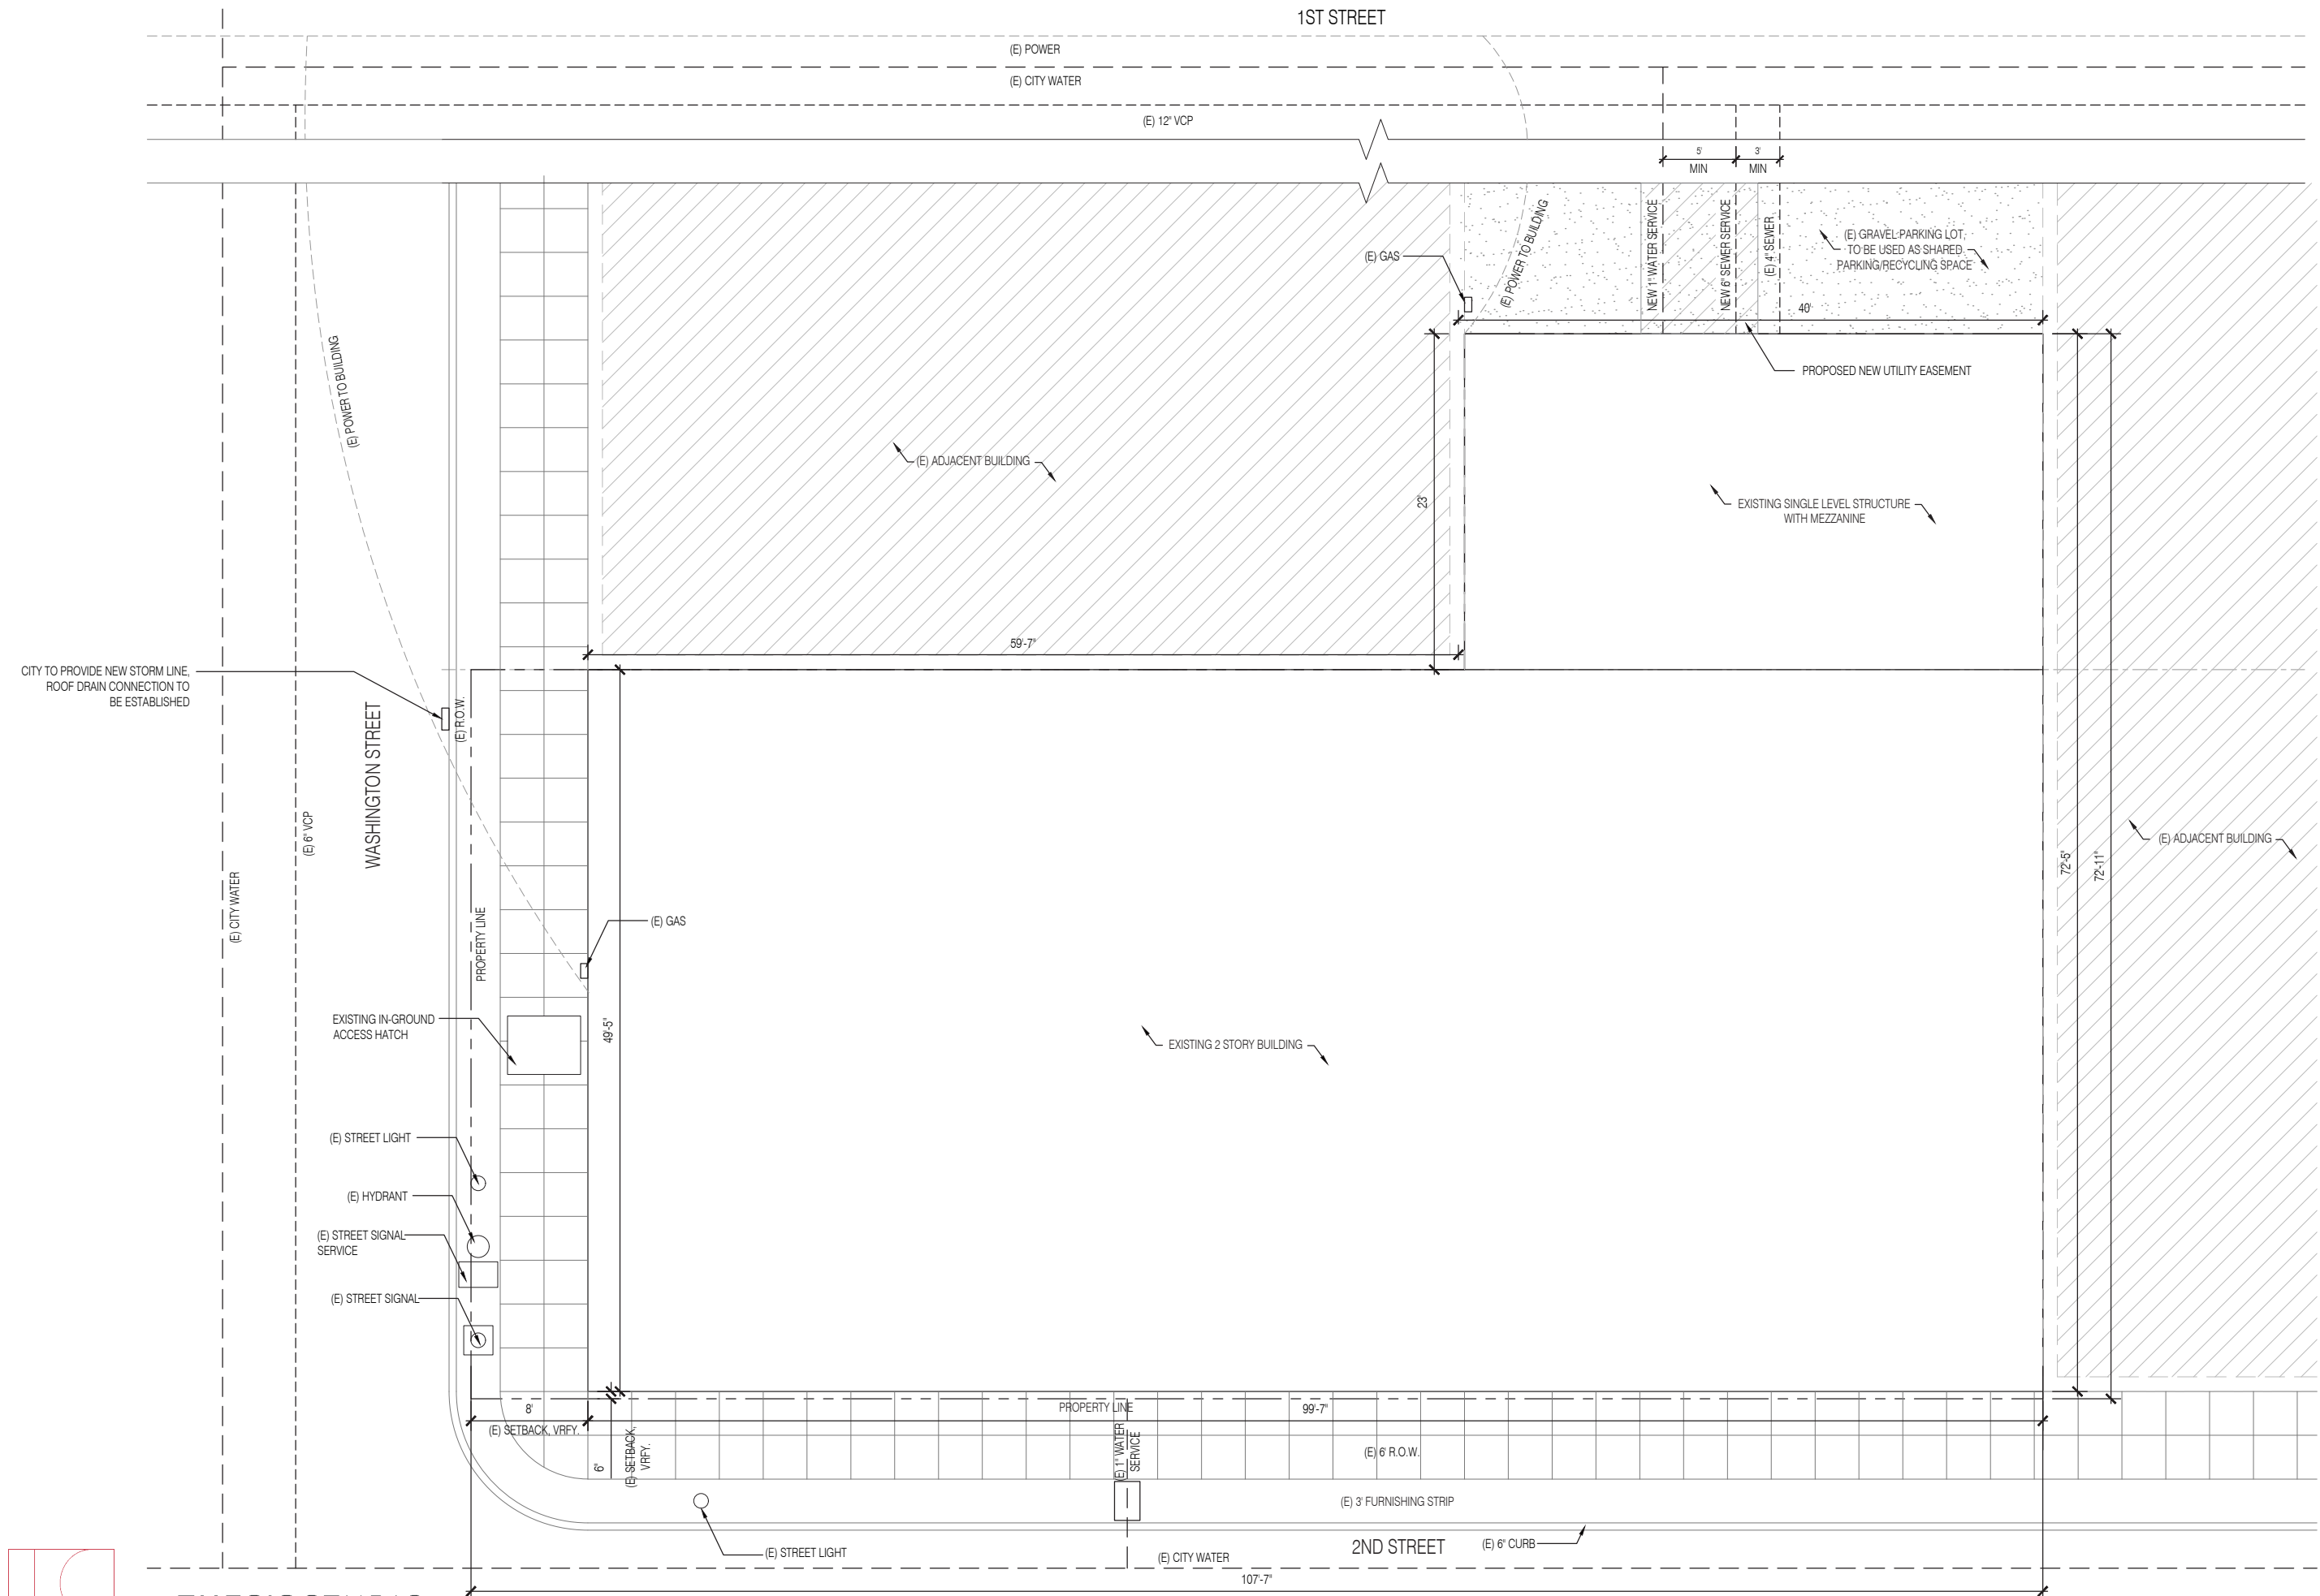 1ST STREET
(E) POWER
(E) CITY WATER
(E) 12" VCP
5'
MIN
3'
MIN
(E) GAS
(E) POWER TO BUILDING
NEW 1" WATER SERVICE
NEW 6" SEWER SERVICE
(E) 4" SEWER
(E) GRAVEL PARKING LOT,
TO BE USED AS SHARED
PARKING/RECYCLING SPACE
40'
PROPOSED NEW UTILITY EASEMENT
(E) POWER TO BUILDING
(E) ADJACENT BUILDING
23'
EXISTING SINGLE LEVEL STRUCTURE
WITH MEZZANINE
59'-7"
CITY TO PROVIDE NEW STORM LINE,
ROOF DRAIN CONNECTION TO
BE ESTABLISHED
(E) R.O.W.
WASHINGTON STREET
(E) 6" VCP
(E) CITY WATER
PROPERTY LINE
(E) GAS
72'-5"
72'-11"
(E) ADJACENT BUILDING
EXISTING IN-GROUND
ACCESS HATCH
49'-5"
EXISTING 2 STORY BUILDING
(E) STREET LIGHT
(E) HYDRANT
(E) STREET SIGNAL
SERVICE
(E) STREET SIGNAL
8'
(E) SETBACK, VRFY.
6"
(E) SETBACK,
VRFY.
PROPERTY LINE
99'-7"
(E) 1" WATER
SERVICE
(E) 6' R.O.W.
(E) 3' FURNISHING STRIP
(E) STREET LIGHT
(E) CITY WATER
2ND STREET
(E) 6" CURB
107'-7"